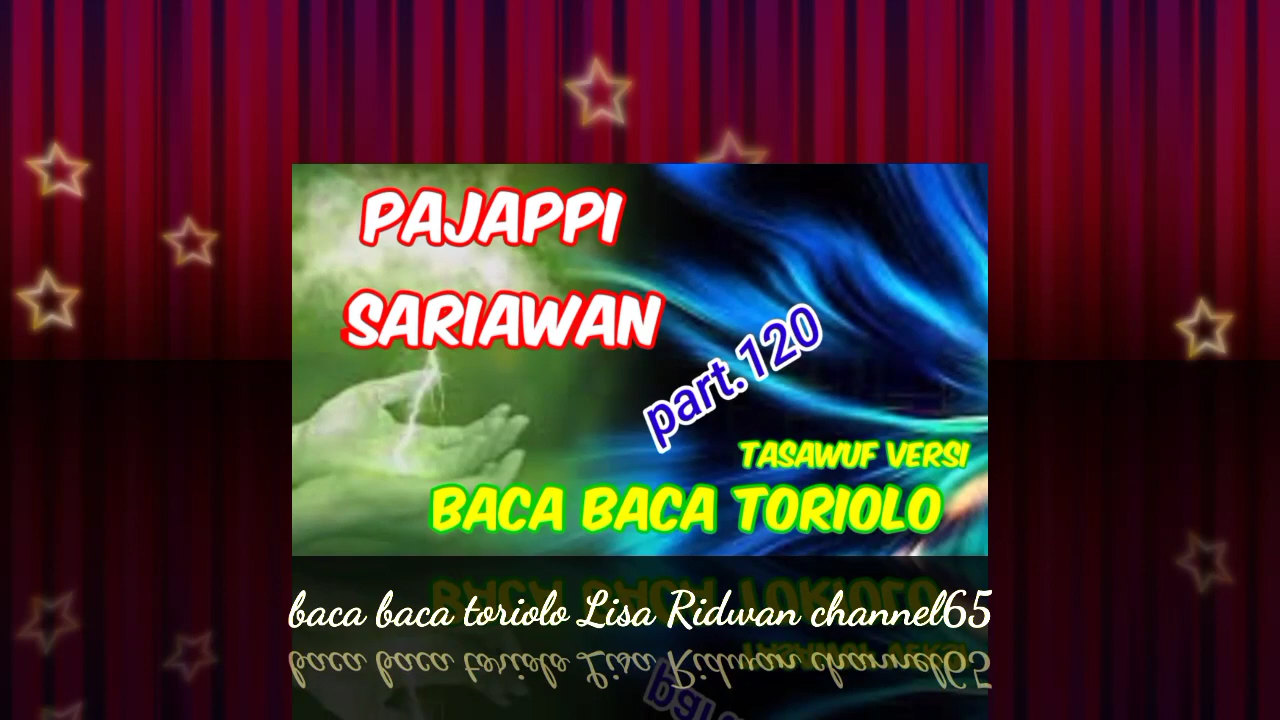 PAJAPPI
SARIAWAN
part.120
TASAWUF VERSI
BACA BACA TORIOLO
baca baca toriolo Lisa Ridwan channel65